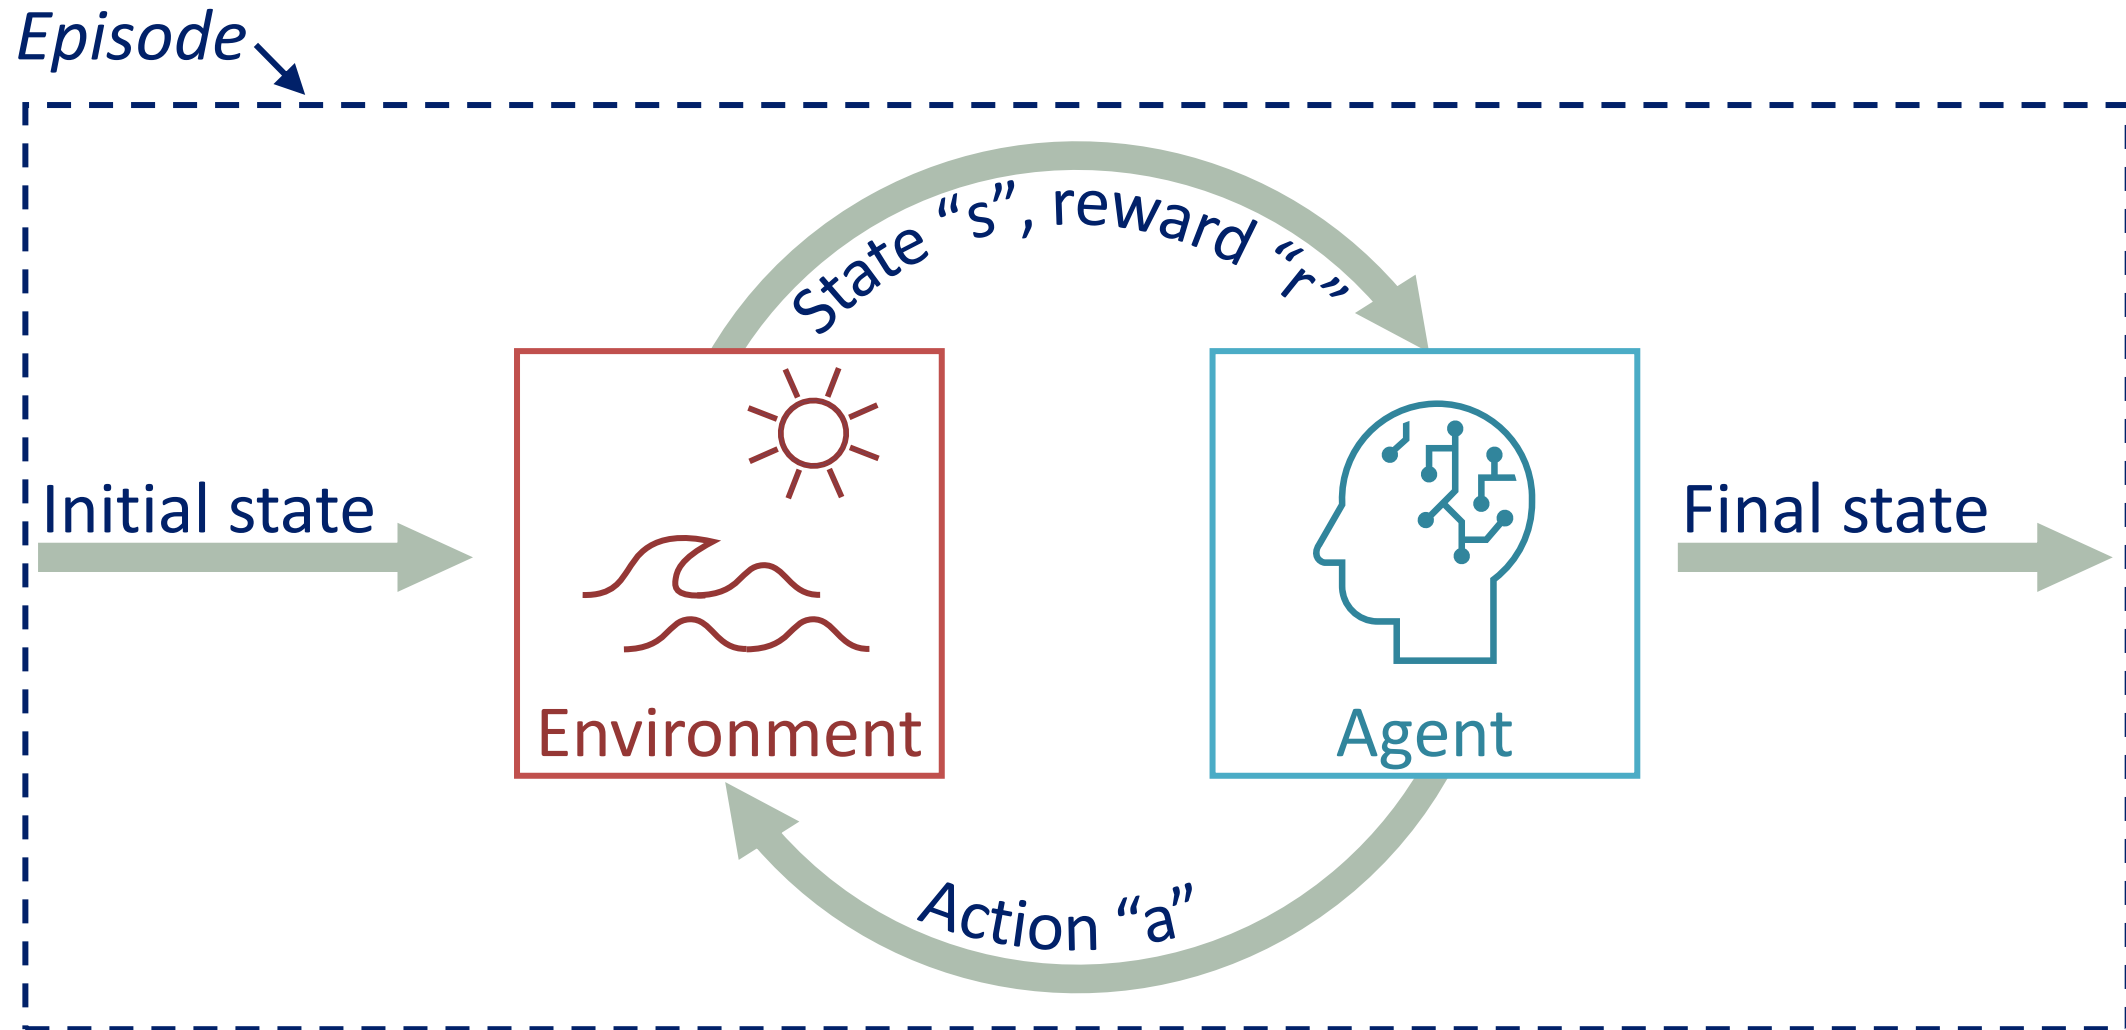 Episode
State “s”, reward “r”
Initial state
Final state
Environment
Agent
Action “a”